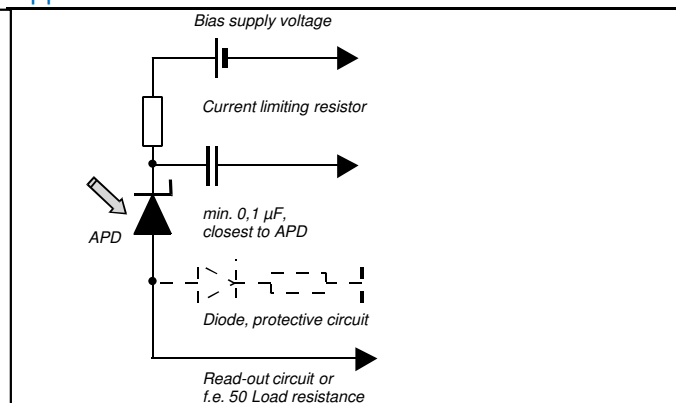 Bias supply voltage
Current limiting resistor
APD
min. 0,1 µF,
closest to APD
Diode, protective circuit
Read-out circuit or
f.e. 50 Load resistance